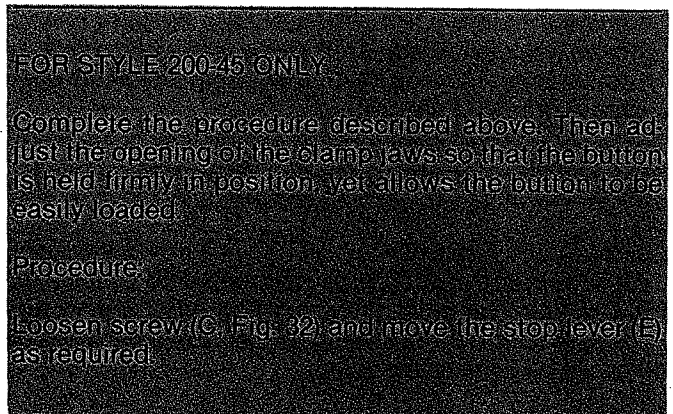 FOR STYLE 200-45 ONLY
Complete the procedure described above. Then ad-
just the opening of the clamp jaws so that the button
is held firmly in position, yet allows the button to be
easily loaded.
Procedure:
Loosen screw (C, Fig. 32) and move the stop lever (E)
as required.